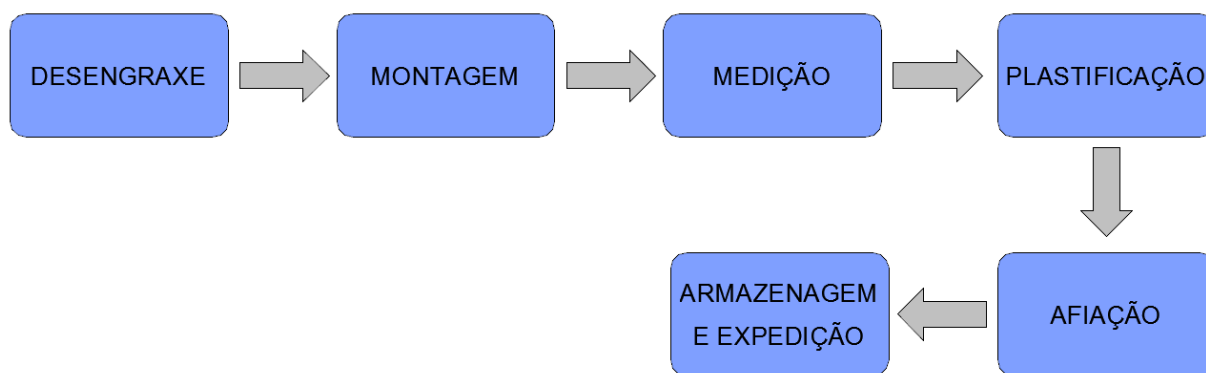 DESENGRAXE
MONTAGEM
MEDIÇÃO
PLASTIFICAÇÃO
AFIAÇÃO
ARMAZENAGEM
E EXPEDIÇÃO